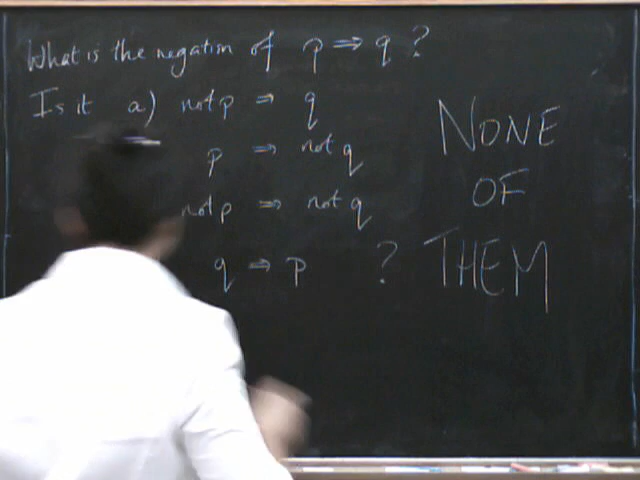 What is the negation of p ⇒ q ?
Is it a) not p ⇒ q
p ⇒ not q
not p ⇒ not q
q ⇒ p ?
NONE
OF
THEM